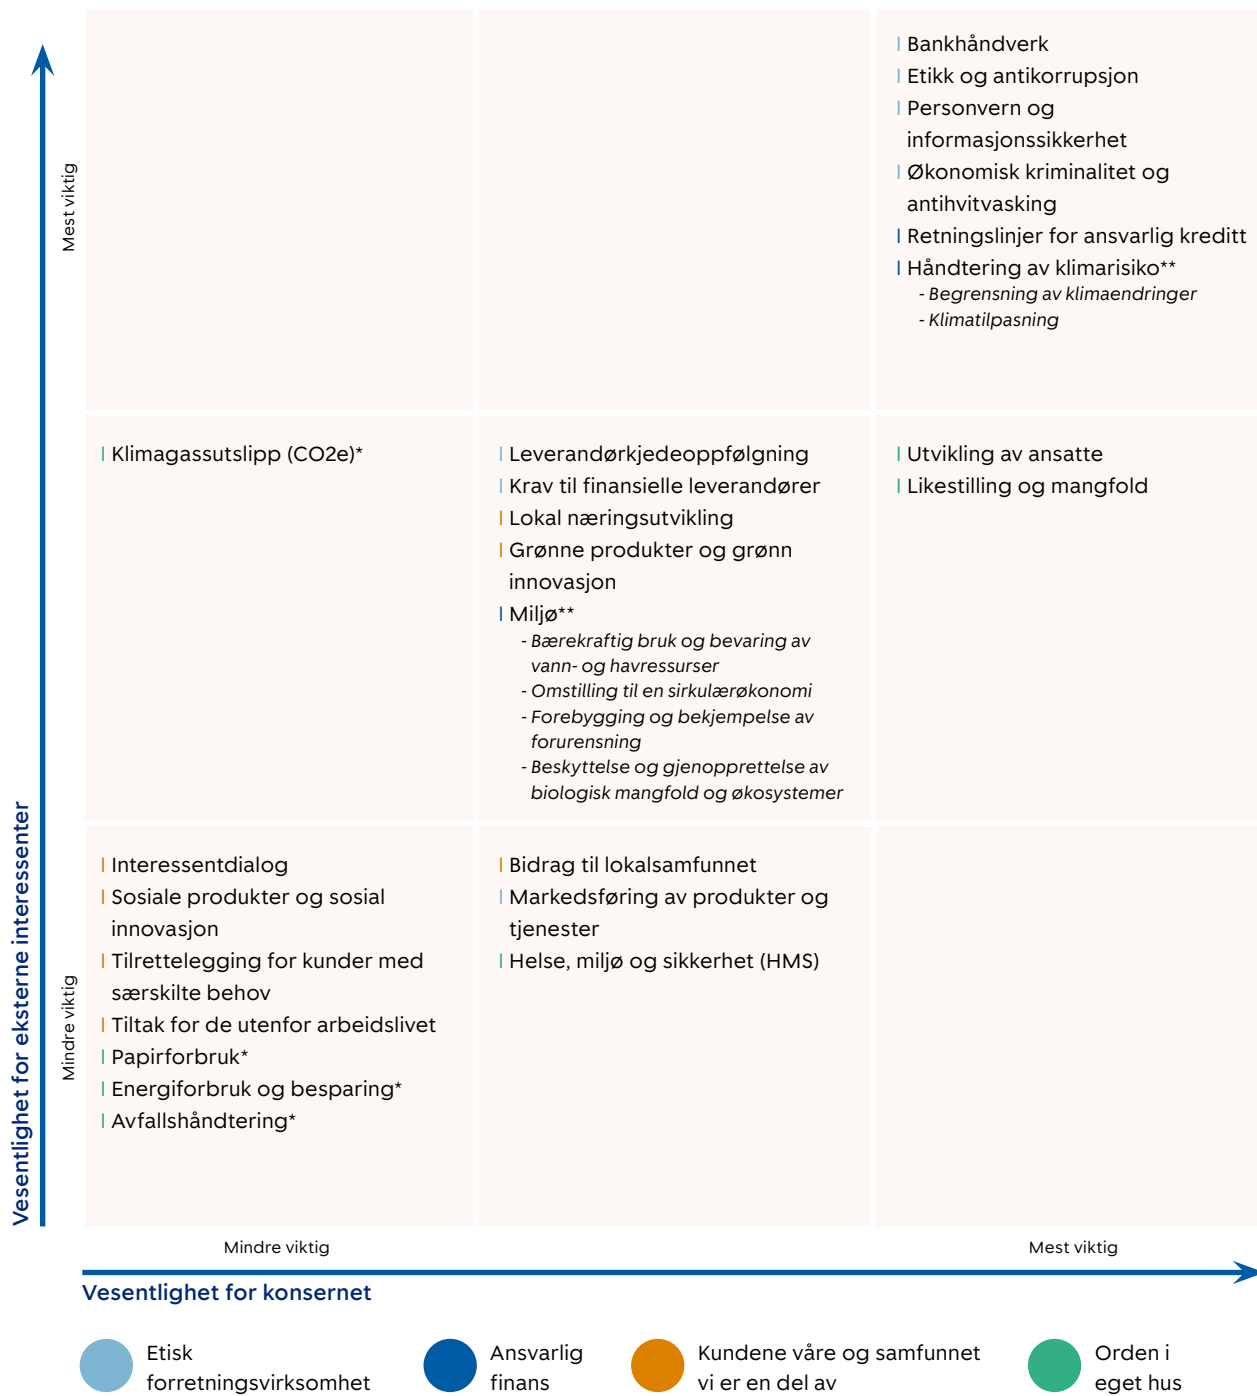 Vesentlighet for eksterne interessenter
Mest viktig
Mindre viktig
Bankhåndverk
Etikk og antikorrupsjon
Personvern og
informasjonssikkerhet
Økonomisk kriminalitet og
antihvitvasking
Retningslinjer for ansvarlig kreditt
Håndtering av klimarisiko**
- Begrensning av klimaendringer
- Klimatilpasning
Klimagassutslipp (CO2e)*
Leverandørkjedeoppfølgning
Krav til finansielle leverandører
Lokal næringsutvikling
Grønne produkter og grønn
innovasjon
Miljø**
- Bærekraftig bruk og bevaring av
vann- og havressurser
- Omstilling til en sirkulærøkonomi
- Forebygging og bekjempelse av
forurensning
- Beskyttelse og gjenopprettelse av
biologisk mangfold og økosystemer
Utvikling av ansatte
Likestilling og mangfold
Interessentdialog
Sosiale produkter og sosial
innovasjon
Tilrettelegging for kunder med
særskilte behov
Tiltak for de utenfor arbeidslivet
Papirforbruk*
Energiforbruk og besparing*
Avfallshåndtering*
Bidrag til lokalsamfunnet
Markedsføring av produkter og
tjenester
Helse, miljø og sikkerhet (HMS)
Mindre viktig
Mest viktig
Vesentlighet for konsernet
Etisk
forretningsvirksomhet
Ansvarlig
finans
Kundene våre og samfunnet
vi er en del av
Orden i
eget hus